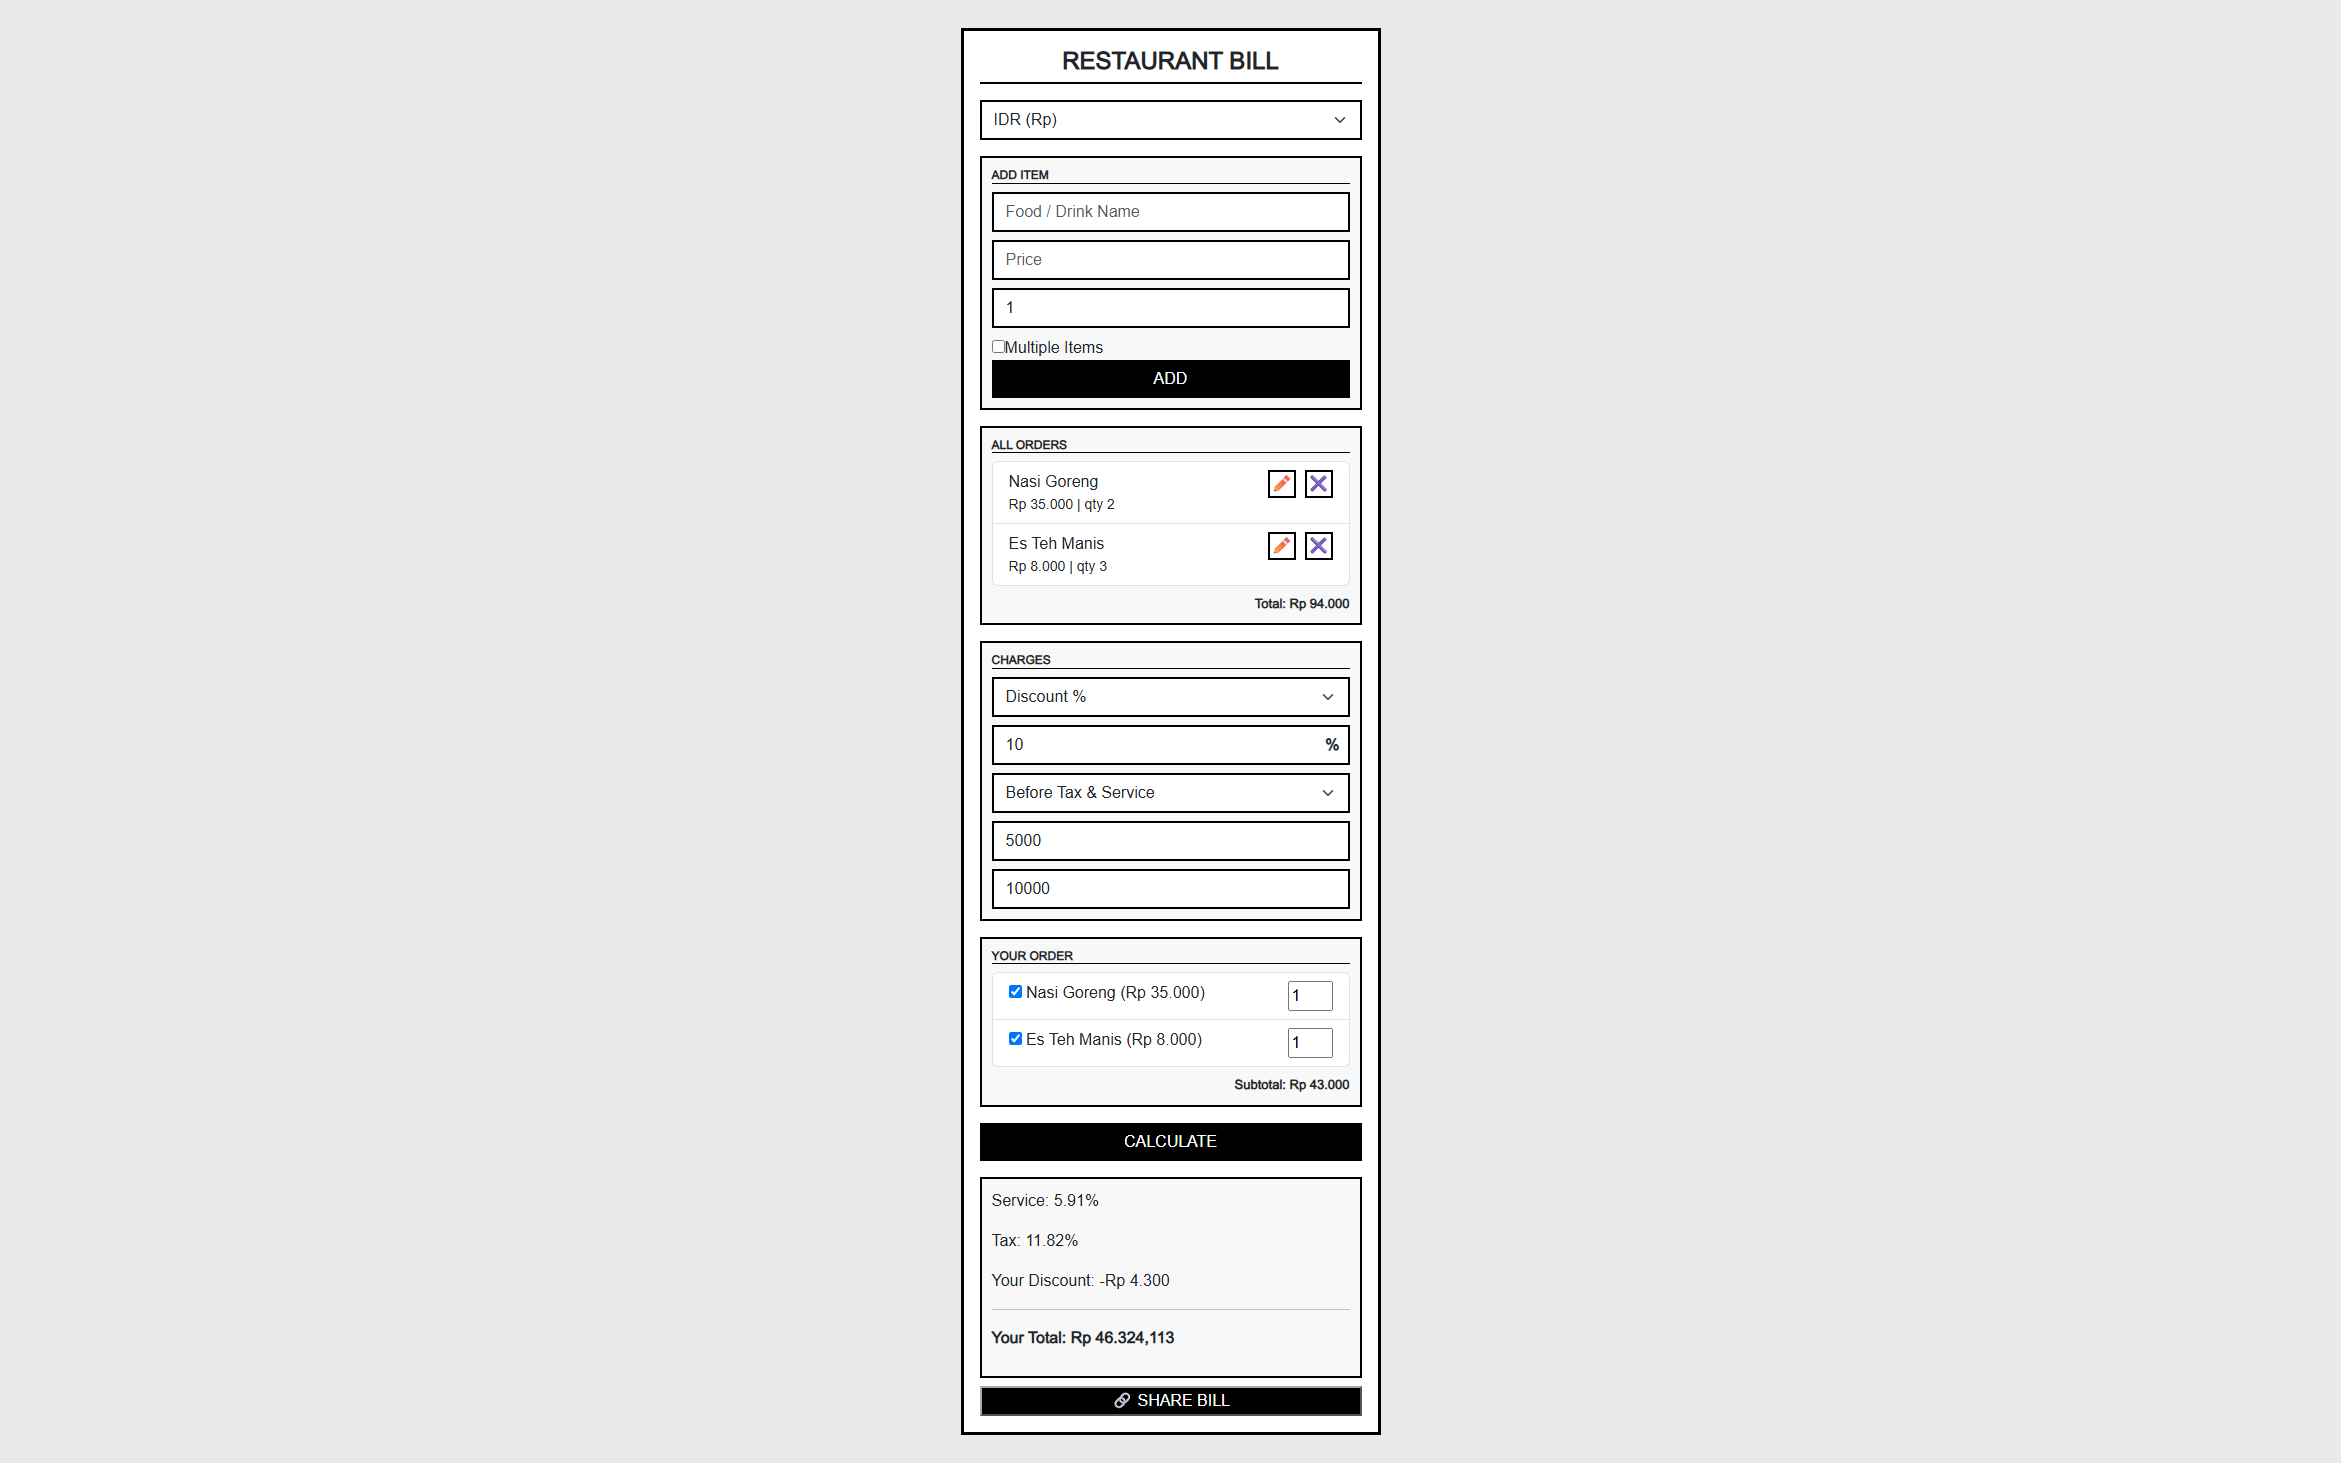 RESTAURANT BILL
IDR (Rp)
ADD ITEM
Food / Drink Name
Price
1
Multiple Items
ADD
ALL ORDERS
Nasi Goreng
Rp 35.000 | qty 2
Es Teh Manis
Rp 8.000 | qty 3
Total: Rp 94.000
CHARGES
Discount %
10 %
Before Tax & Service
5000
10000
YOUR ORDER
Nasi Goreng (Rp 35.000) 1
Es Teh Manis (Rp 8.000) 1
Subtotal: Rp 43.000
CALCULATE
Service: 5.91%
Tax: 11.82%
Your Discount: -Rp 4.300
Your Total: Rp 46.324,113
SHARE BILL